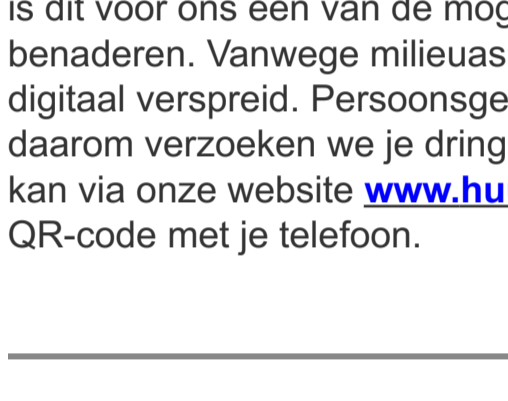 is dit voor ons een van de mog
benaderen. Vanwege milieuas
digitaal verspreid. Persoonsge
daarom verzoeken we je dring
kan via onze website www.hu
QR-code met je telefoon.